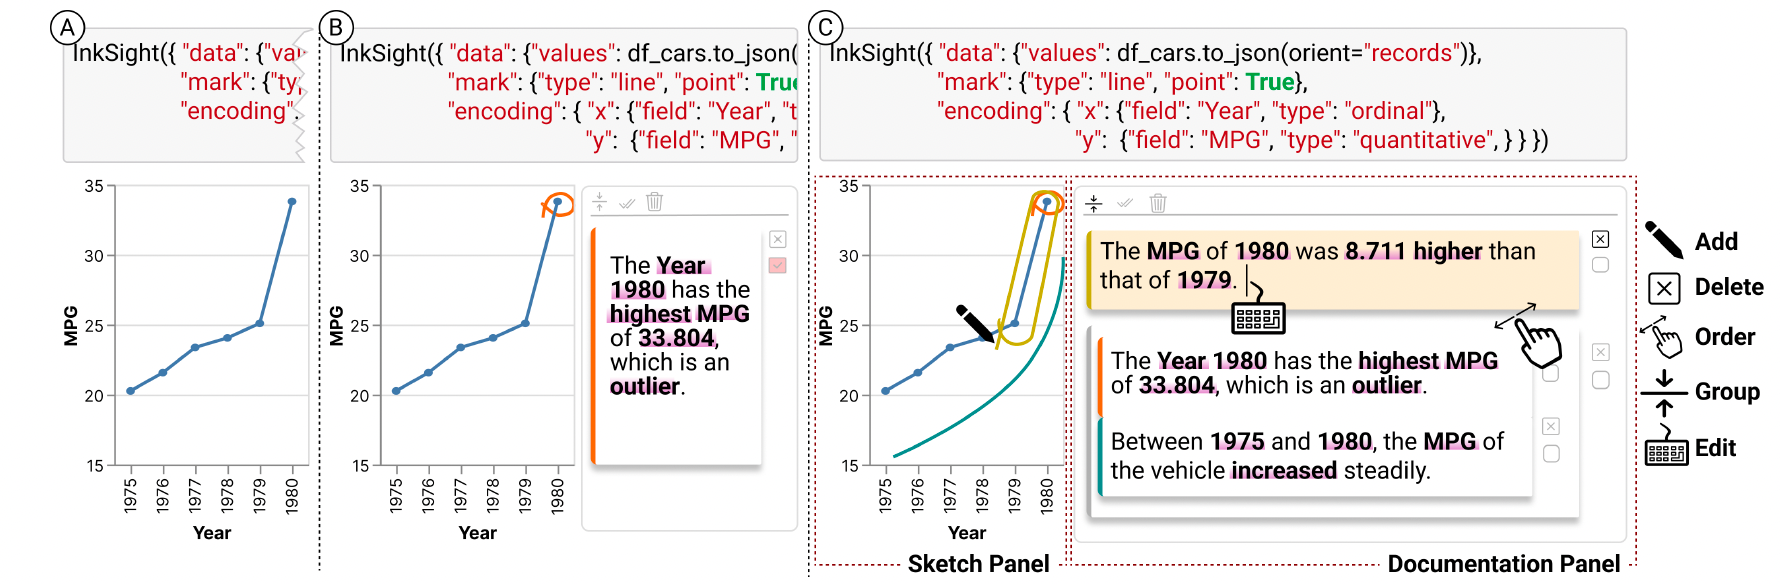 A
InkSight({ "data": {"val
"mark": {"ty
"encoding".
35
30
25
20
15
MPG
1975
1976
1977
1978
1979
1980
Year
B
InkSight({ "data": {"values": df_cars.to_json(
"mark": {"type": "line", "point": True
"encoding": { "x": {"field": "Year", "t
"y": {"field": "MPG", "
35
30
25
20
15
MPG
1975
1976
1977
1978
1979
1980
Year
The Year
1980 has the
highest MPG
of 33.804,
which is an
outlier.
C
InkSight({ "data": {"values": df_cars.to_json(orient="records")},
"mark": {"type": "line", "point": True},
"encoding": { "x": {"field": "Year", "type": "ordinal"},
"y": {"field": "MPG", "type": "quantitative", } } })
35
30
25
20
15
MPG
1975
1976
1977
1978
1979
1980
Year
Sketch Panel
The MPG of 1980 was 8.711 higher than
that of 1979.
The Year 1980 has the highest MPG
of 33.804, which is an outlier.
Between 1975 and 1980, the MPG of
the vehicle increased steadily.
Documentation Panel
Add
Delete
Order
Group
Edit